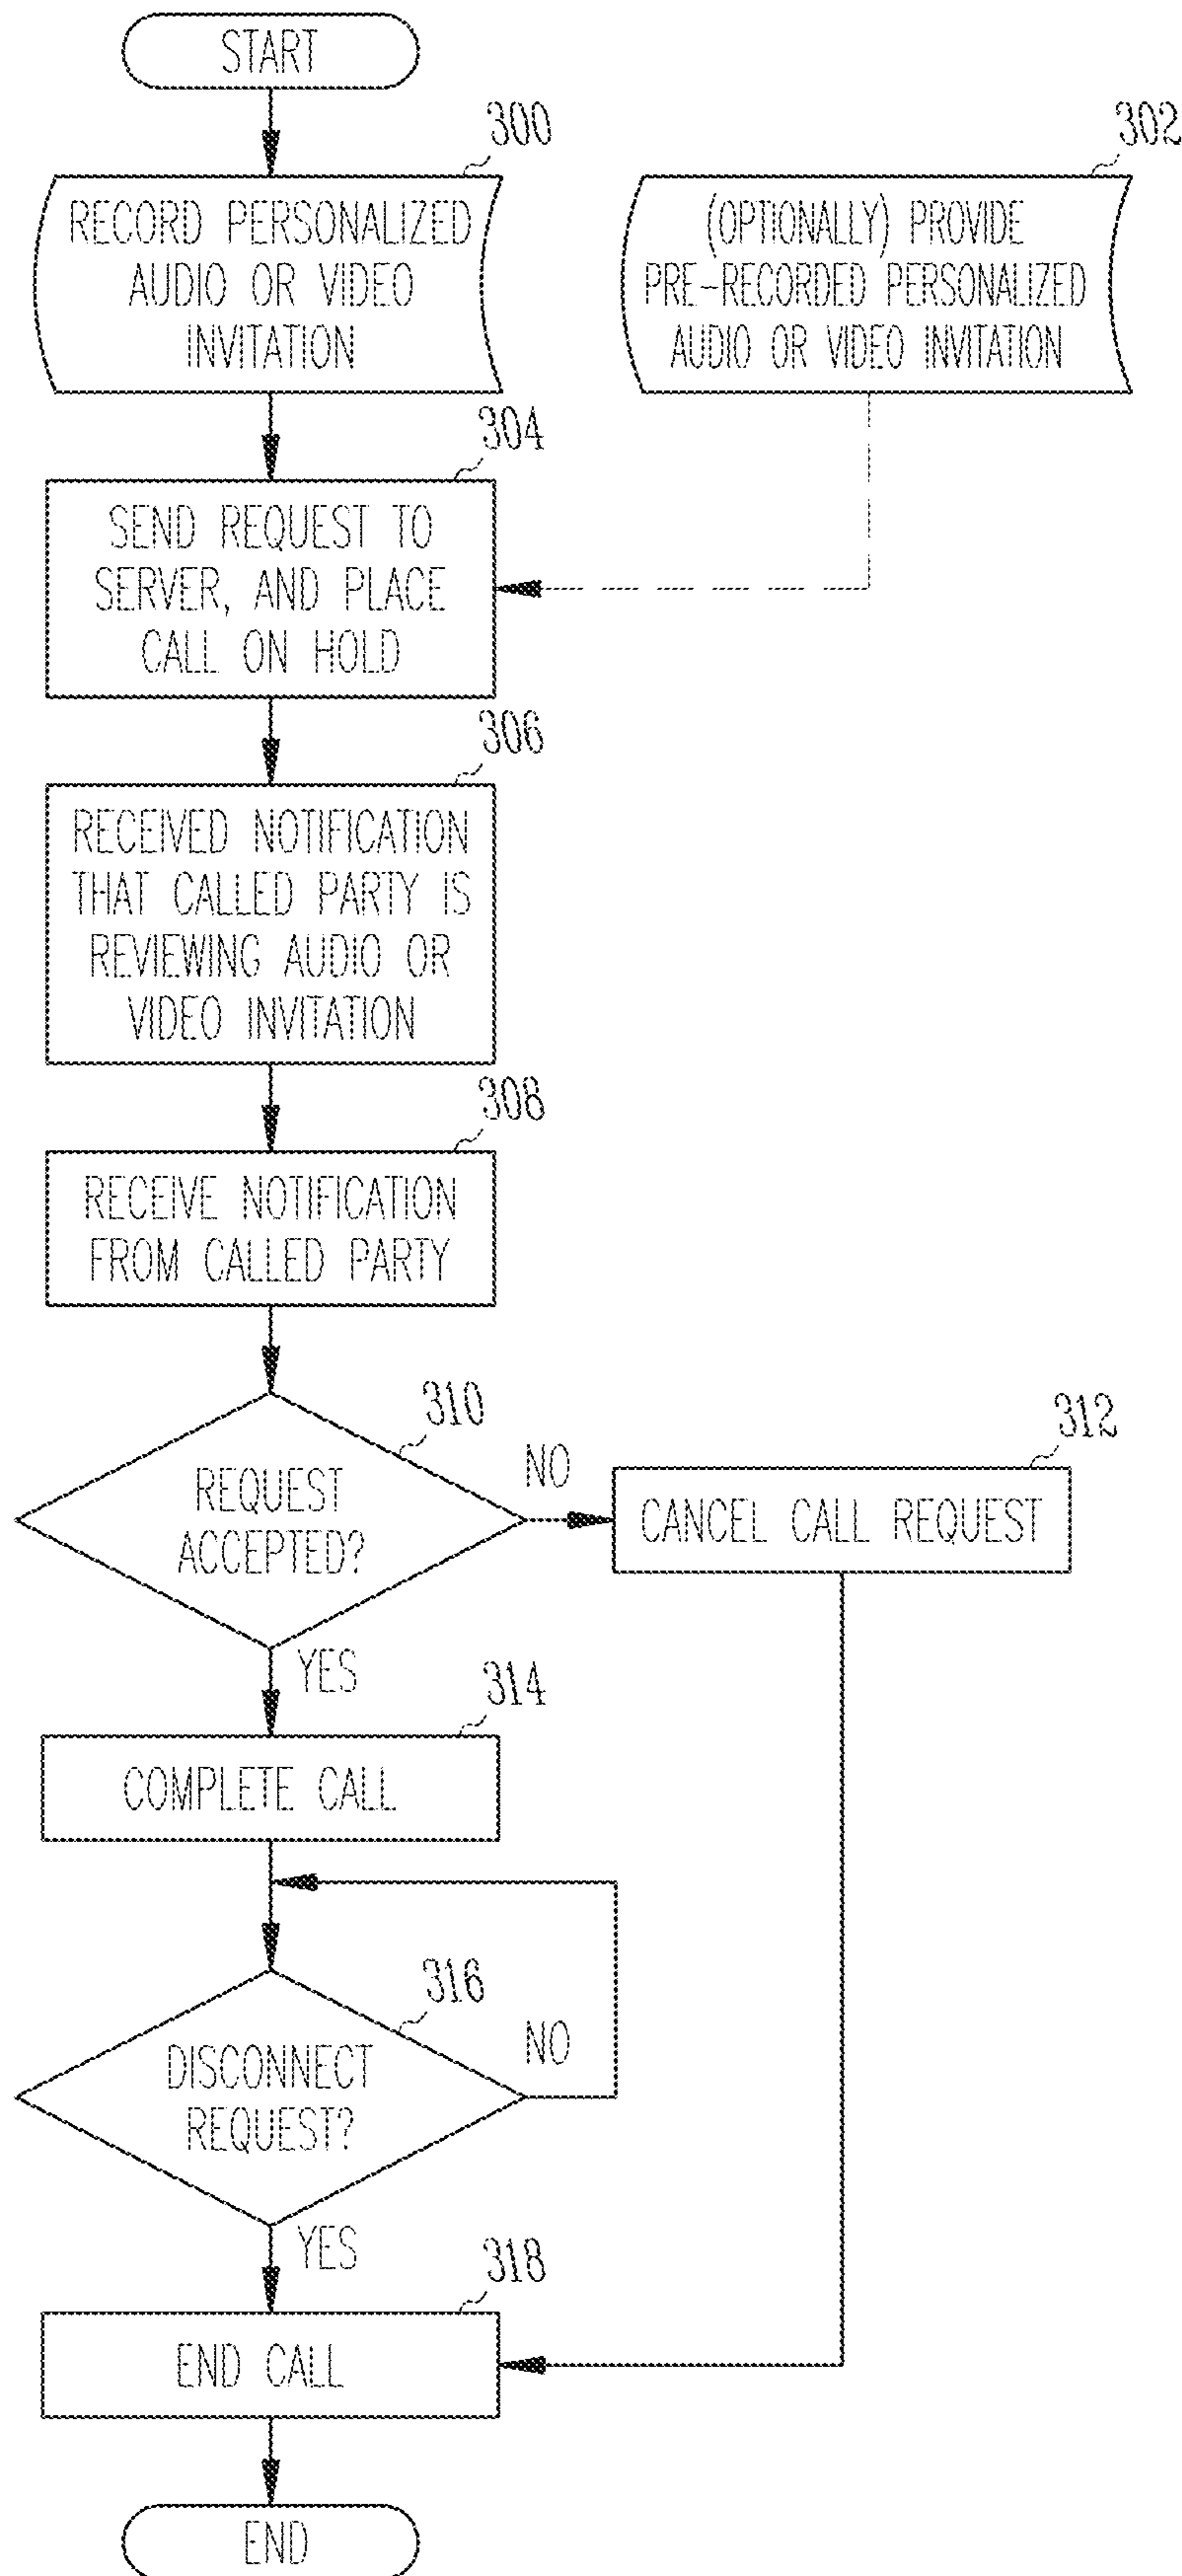 START
300
RECORD PERSONALIZED
AUDIO OR VIDEO
INVITATION
302
(OPTIONALLY) PROVIDE
PRE-RECORDED PERSONALIZED
AUDIO OR VIDEO INVITATION
304
SEND REQUEST TO
SERVER, AND PLACE
CALL ON HOLD
306
RECEIVED NOTIFICATION
THAT CALLED PARTY IS
REVIEWING AUDIO OR
VIDEO INVITATION
308
RECEIVE NOTIFICATION
FROM CALLED PARTY
310
REQUEST
ACCEPTED?
NO
312
CANCEL CALL REQUEST
YES
314
COMPLETE CALL
316
DISCONNECT
REQUEST?
NO
YES
318
END CALL
END